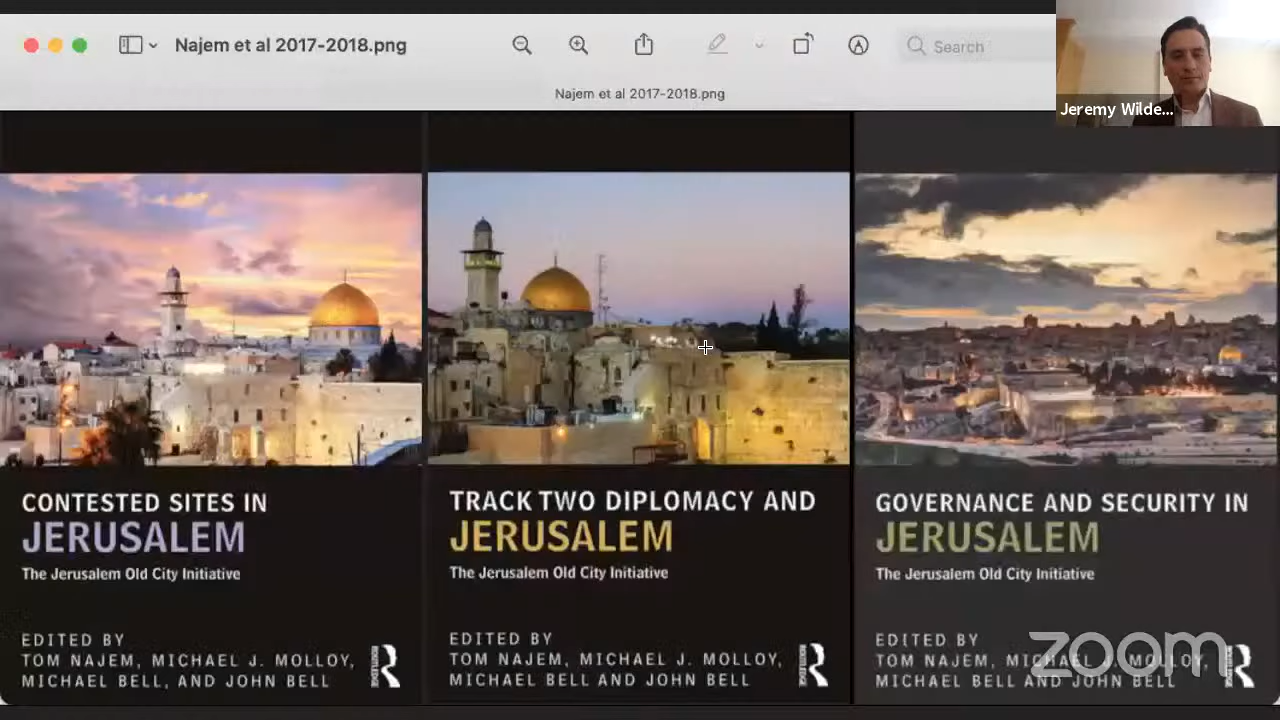 Najem et al 2017-2018.png
Search
Najem et al 2017-2018.png
Jeremy Wilde...
CONTESTED SITES IN
JERUSALEM
The Jerusalem Old City Initiative
EDITED BY
TOM NAJEM, MICHAEL J. MOLLOY,
MICHAEL BELL, AND JOHN BELL
ROUTLEDGE
TRACK TWO DIPLOMACY AND
JERUSALEM
The Jerusalem Old City Initiative
EDITED BY
TOM NAJEM, MICHAEL J. MOLLOY,
MICHAEL BELL AND JOHN BELL
ROUTLEDGE
GOVERNANCE AND SECURITY IN
JERUSALEM
The Jerusalem Old City Initiative
EDITED BY
TOM NAJEM, MICHAEL J. MOLLOY,
MICHAEL BELL AND JOHN BELL
ROUTLEDGE
zoom